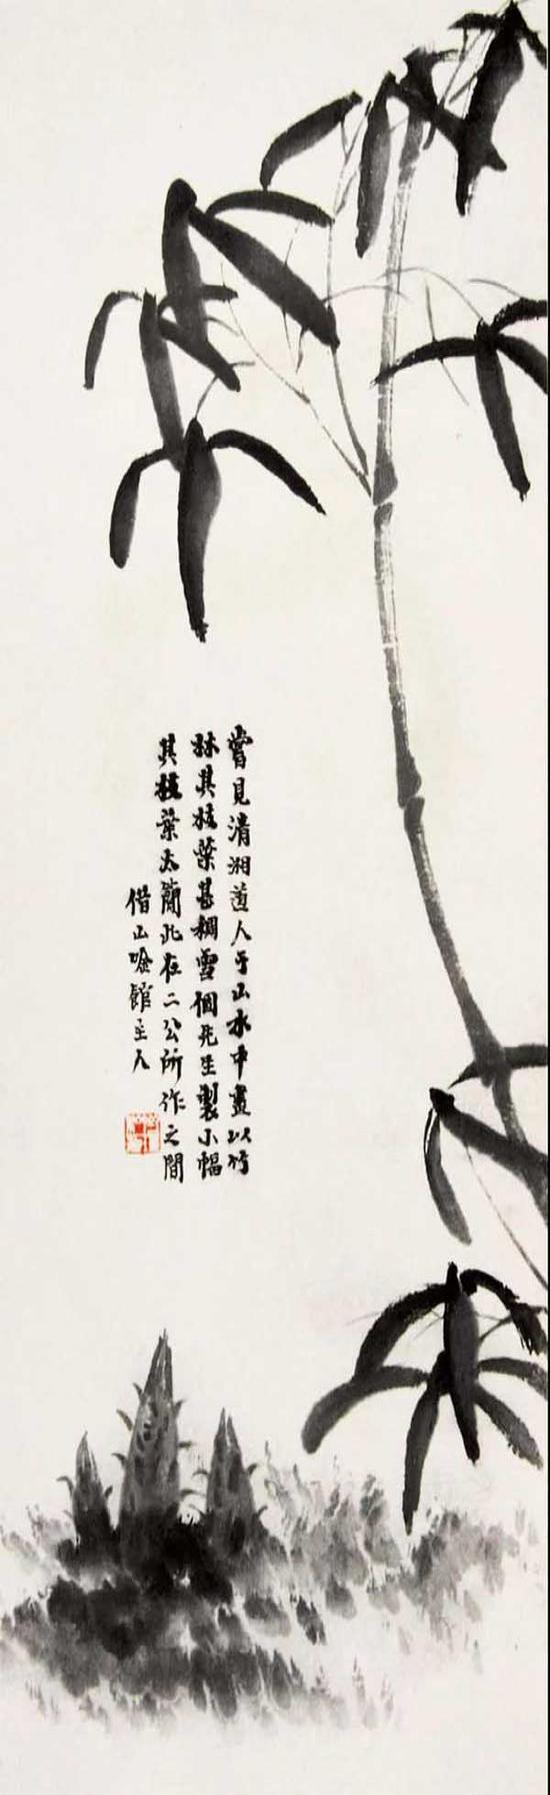 嘗見清湘道人于山水中畫以竹
林其枝葉甚稠雪個先生製小幅
其枝葉太簡此在二公所作之間
借山唫館主人